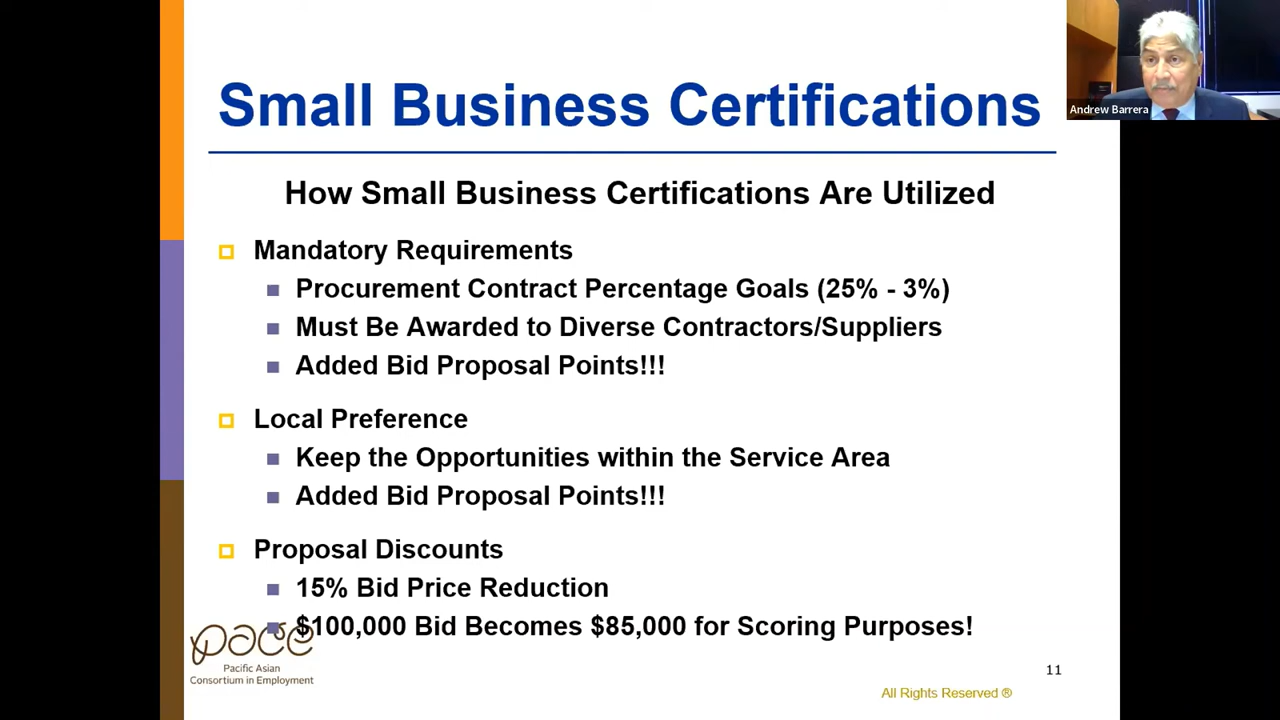 Small Business Certifications
Andrew Barrera
How Small Business Certifications Are Utilized
Mandatory Requirements
Procurement Contract Percentage Goals (25% - 3%)
Must Be Awarded to Diverse Contractors/Suppliers
Added Bid Proposal Points!!!
Local Preference
Keep the Opportunities within the Service Area
Added Bid Proposal Points!!!
Proposal Discounts
15% Bid Price Reduction
$100,000 Bid Becomes $85,000 for Scoring Purposes!
pace
Pacific Asian
Consortium in Employment
11
All Rights Reserved ®